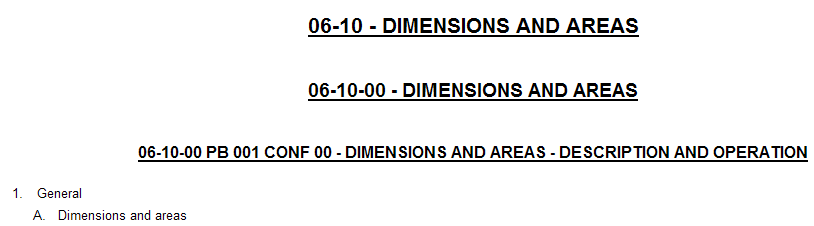 06-10 - DIMENSIONS AND AREAS
06-10-00 - DIMENSIONS AND AREAS
06-10-00 PB 001 CONF 00 - DIMENSIONS AND AREAS - DESCRIPTION AND OPERATION
1. General
A. Dimensions and areas